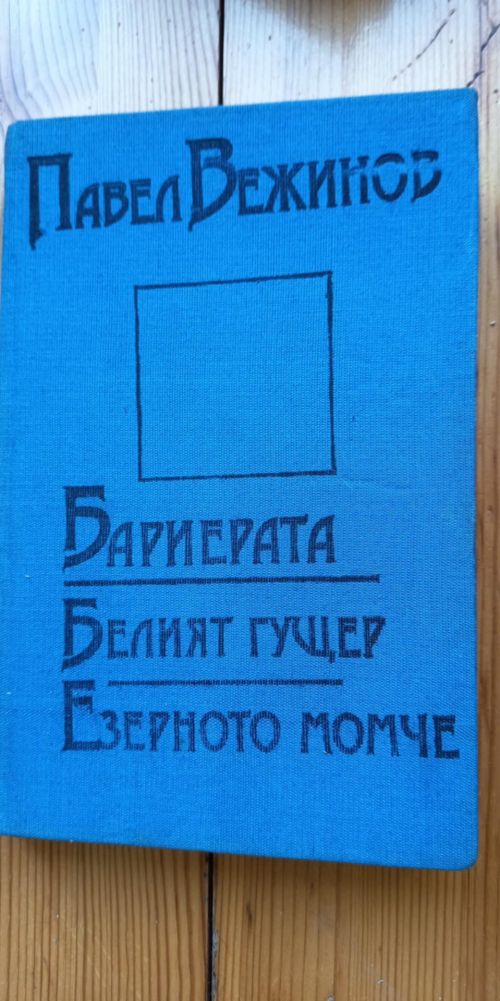 Павел Вежинов
Бариерата
Белият гущер
Езерното момче